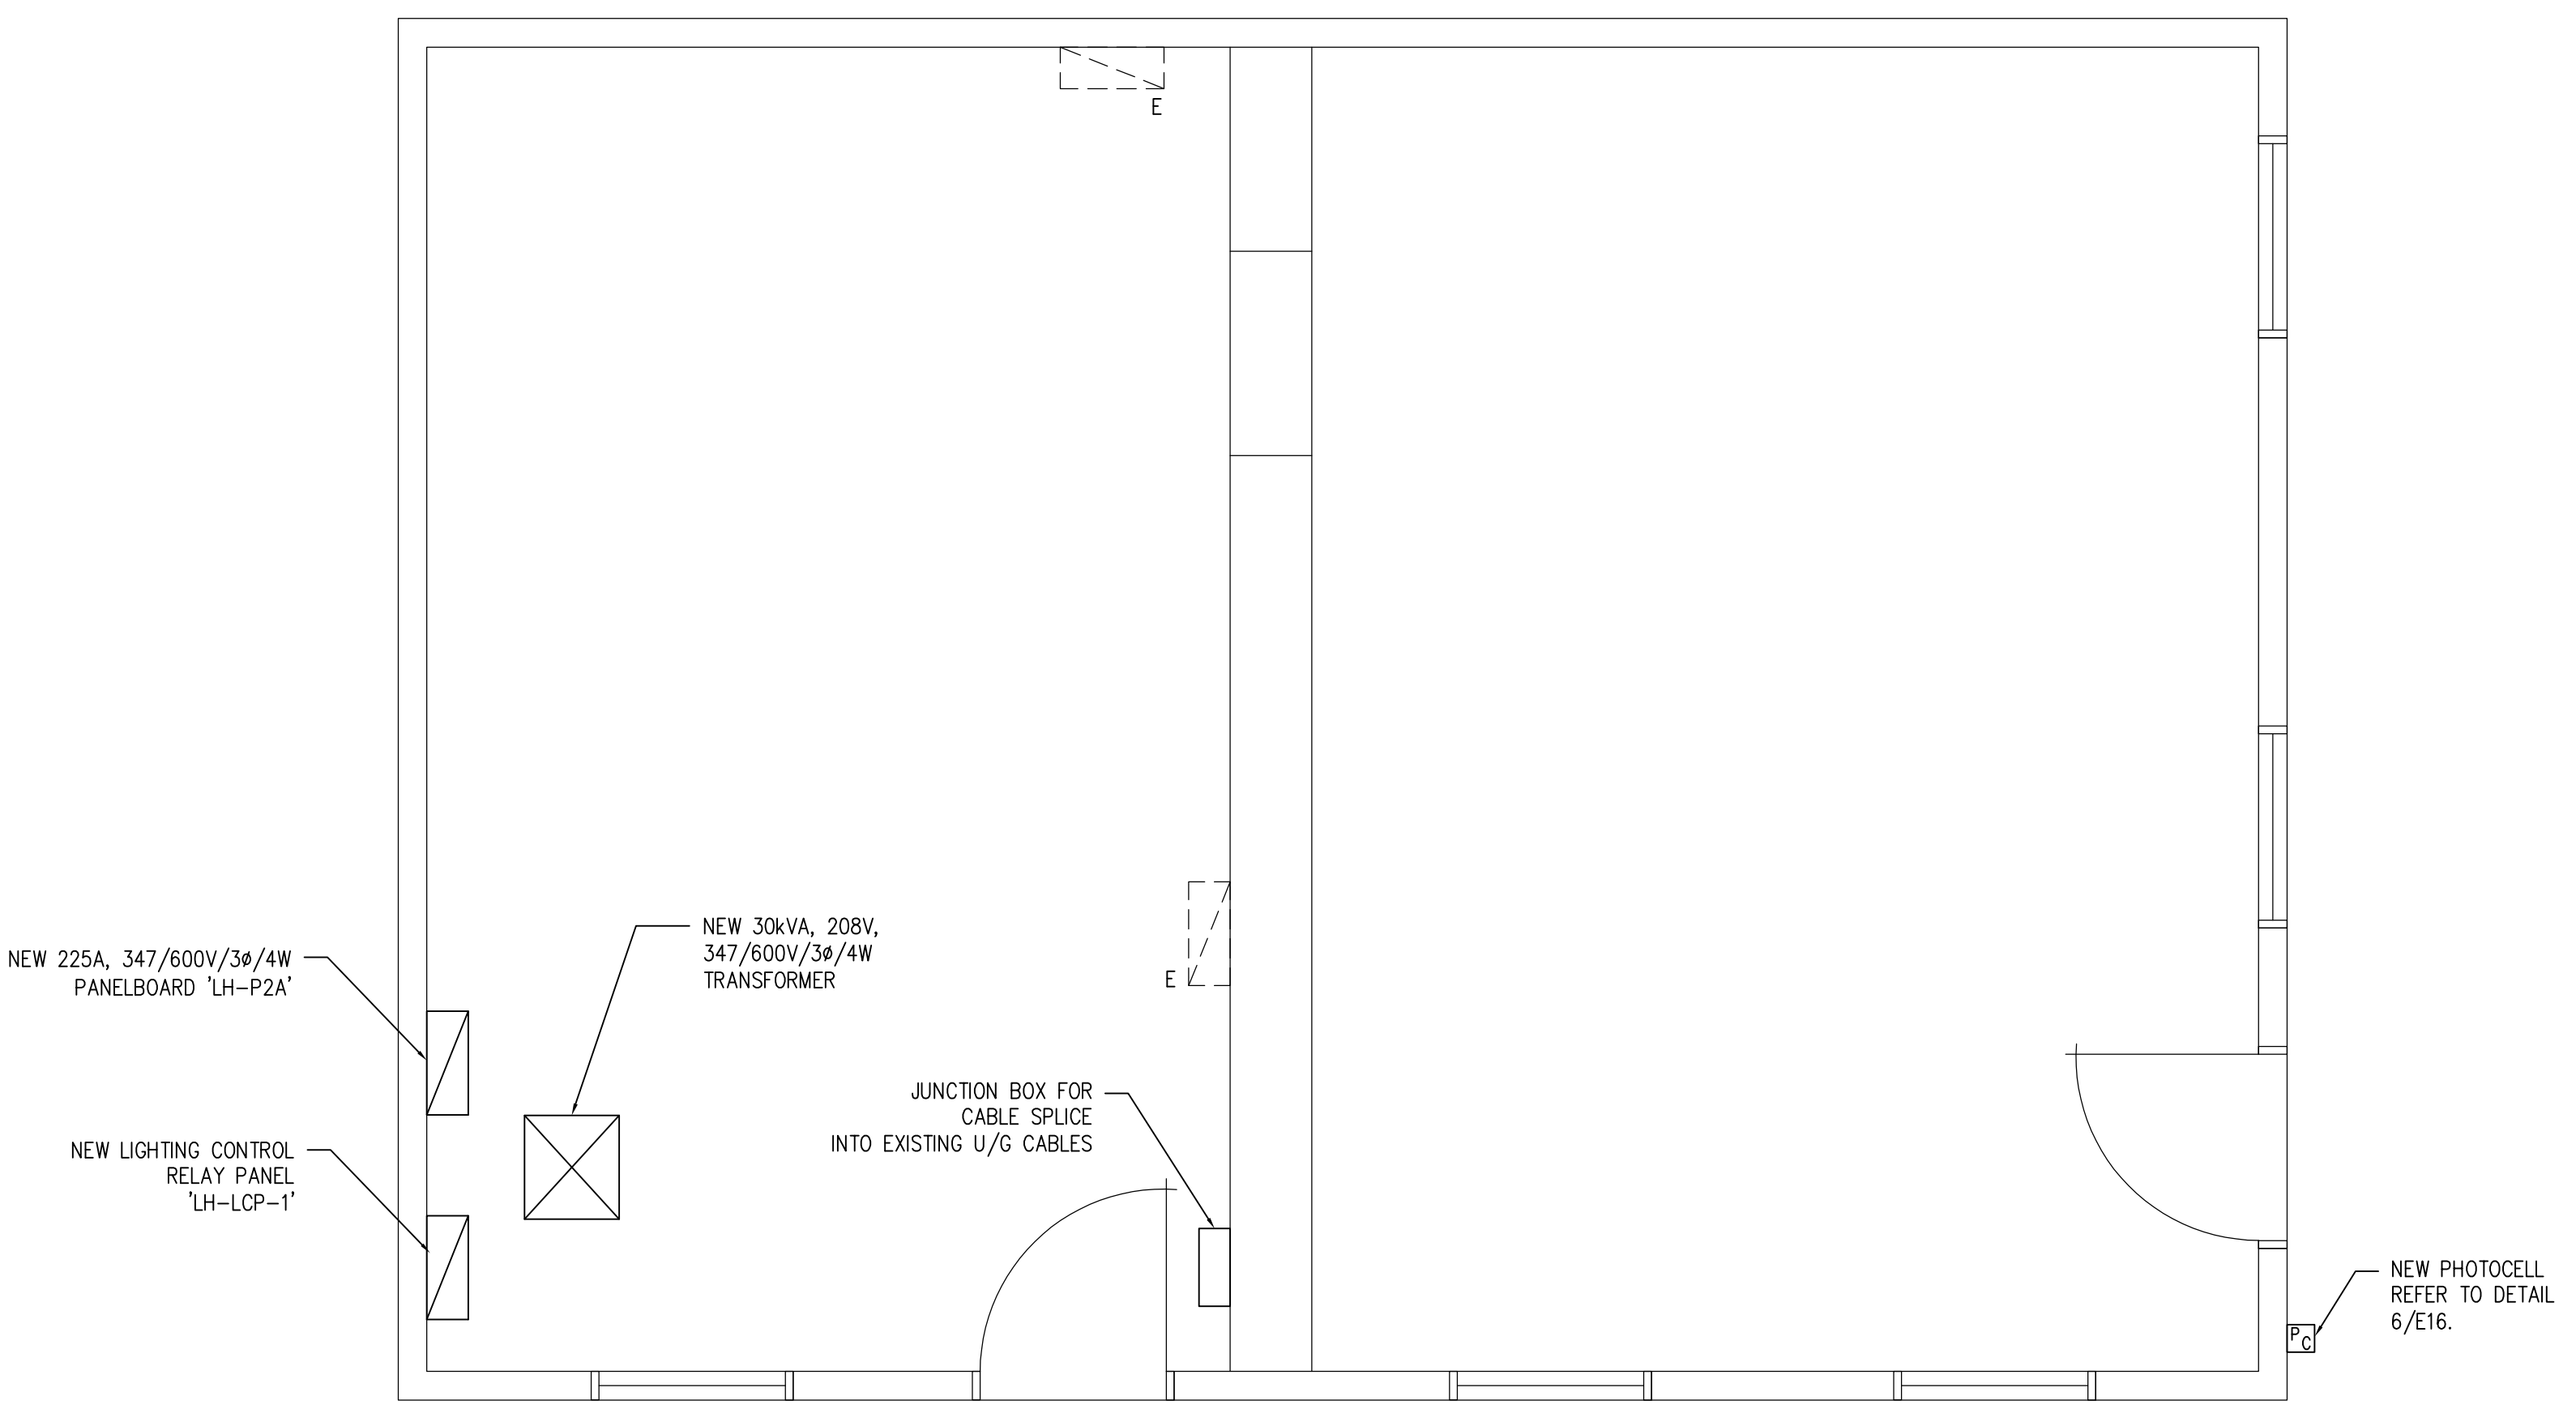 E
NEW 30kVA, 208V,
347/600V/3ø/4W
TRANSFORMER
NEW 225A, 347/600V/3ø/4W
PANELBOARD 'LH-P2A'
E
JUNCTION BOX FOR
CABLE SPLICE
INTO EXISTING U/G CABLES
NEW LIGHTING CONTROL
RELAY PANEL
'LH-LCP-1'
NEW PHOTOCELL
REFER TO DETAIL
6/E16.
PC